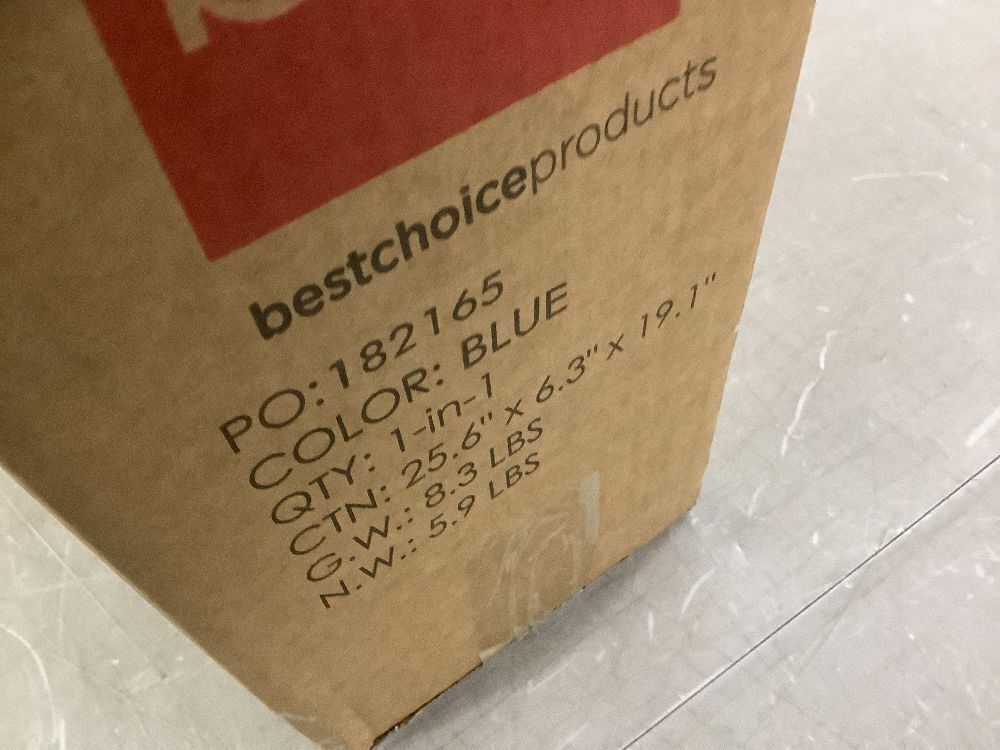 bestchoiceproducts
PO: 182165
COLOR: BLUE
QTY: 1-in-1
CTN: 25.6" x 6.3" x 19.1"
G.W.: 8.3 LBS
N.W.: 5.9 LBS